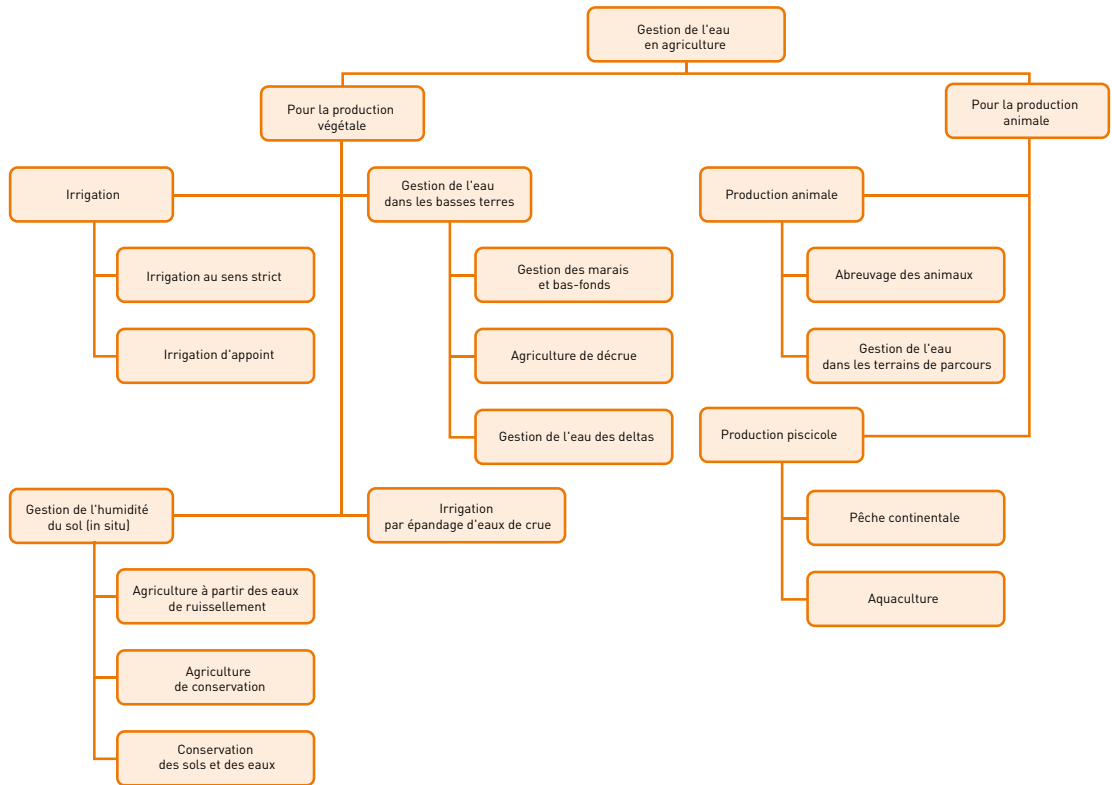 Gestion de l'eau
en agriculture
Pour la production
végétale
Pour la production
animale
Irrigation
Gestion de l'eau
dans les basses terres
Production animale
Irrigation au sens strict
Gestion des marais
et bas-fonds
Abreuvage des animaux
Irrigation d'appoint
Agriculture de décrue
Gestion de l'eau
dans les terrains de parcours
Gestion de l'eau des deltas
Production piscicole
Gestion de l'humidité
du sol (in situ)
Irrigation
par épandage d'eaux de crue
Pêche continentale
Agriculture à partir des eaux
de ruissellement
Aquaculture
Agriculture
de conservation
Conservation
des sols et des eaux